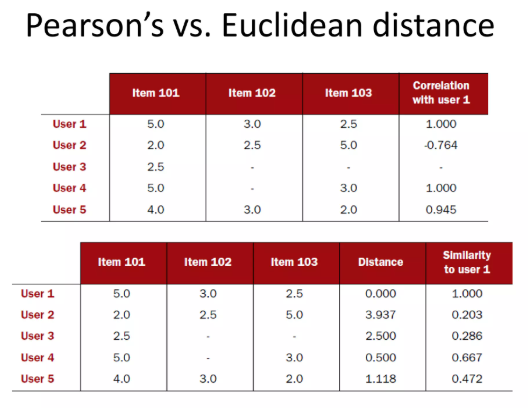 Pearson's vs. Euclidean distance
Item 101 Item 102 Item 103 Correlation with user 1
User 1 5.0 3.0 2.5 1.000
User 2 2.0 2.5 5.0 -0.764
User 3 2.5 - - -
User 4 5.0 - 3.0 1.000
User 5 4.0 3.0 2.0 0.945
Item 101 Item 102 Item 103 Distance Similarity to user 1
User 1 5.0 3.0 2.5 0.000 1.000
User 2 2.0 2.5 5.0 3.937 0.203
User 3 2.5 - - 2.500 0.286
User 4 5.0 - 3.0 0.500 0.667
User 5 4.0 3.0 2.0 1.118 0.472